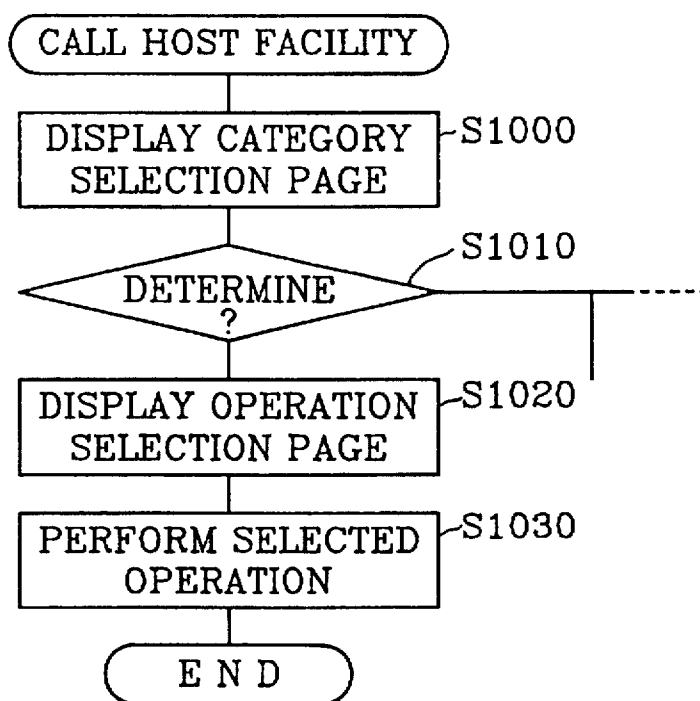 CALL HOST FACILITY
DISPLAY CATEGORY
SELECTION PAGE
S1000
DETERMINE
?
S1010
DISPLAY OPERATION
SELECTION PAGE
S1020
PERFORM SELECTED
OPERATION
S1030
END